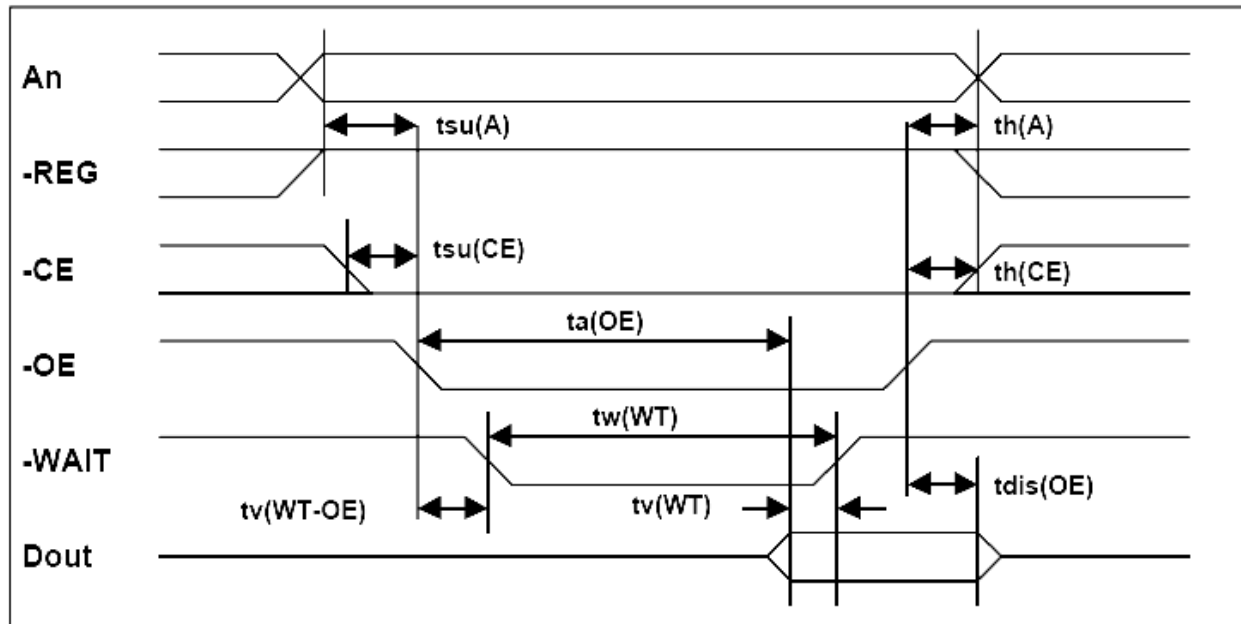 An
tsu(A)
th(A)
-REG
tsu(CE)
-CE
th(CE)
ta(OE)
-OE
tw(WT)
-WAIT
tdis(OE)
tv(WT-OE)
tv(WT)
Dout